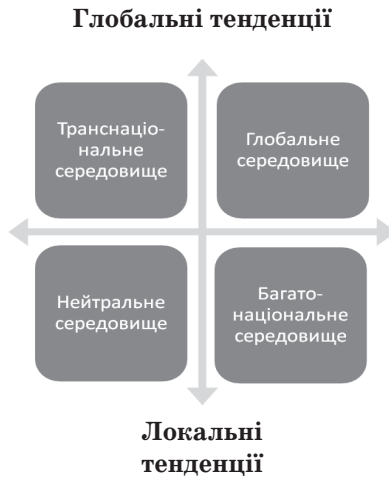 Глобальні тенденції
Транснаціо-
нальне
середовище
Глобальне
середовище
Нейтральне
середовище
Багато-
національне
середовище
Локальні
тенденції